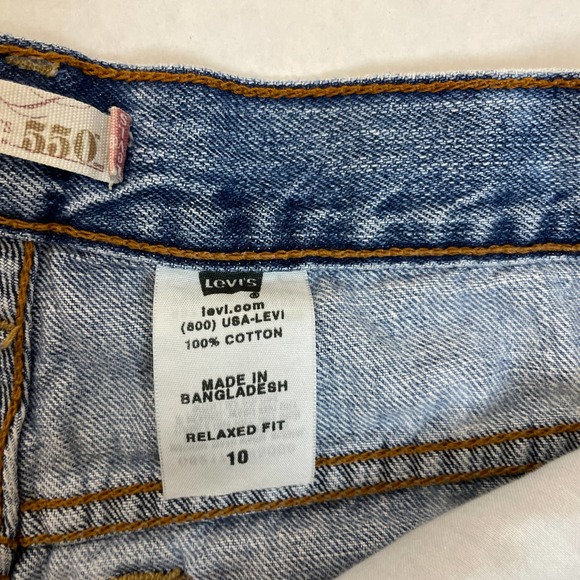 550
Levi's
levi.com
(800) USA-LEVI
100% COTTON
MADE IN
BANGLADESH
RELAXED FIT
10